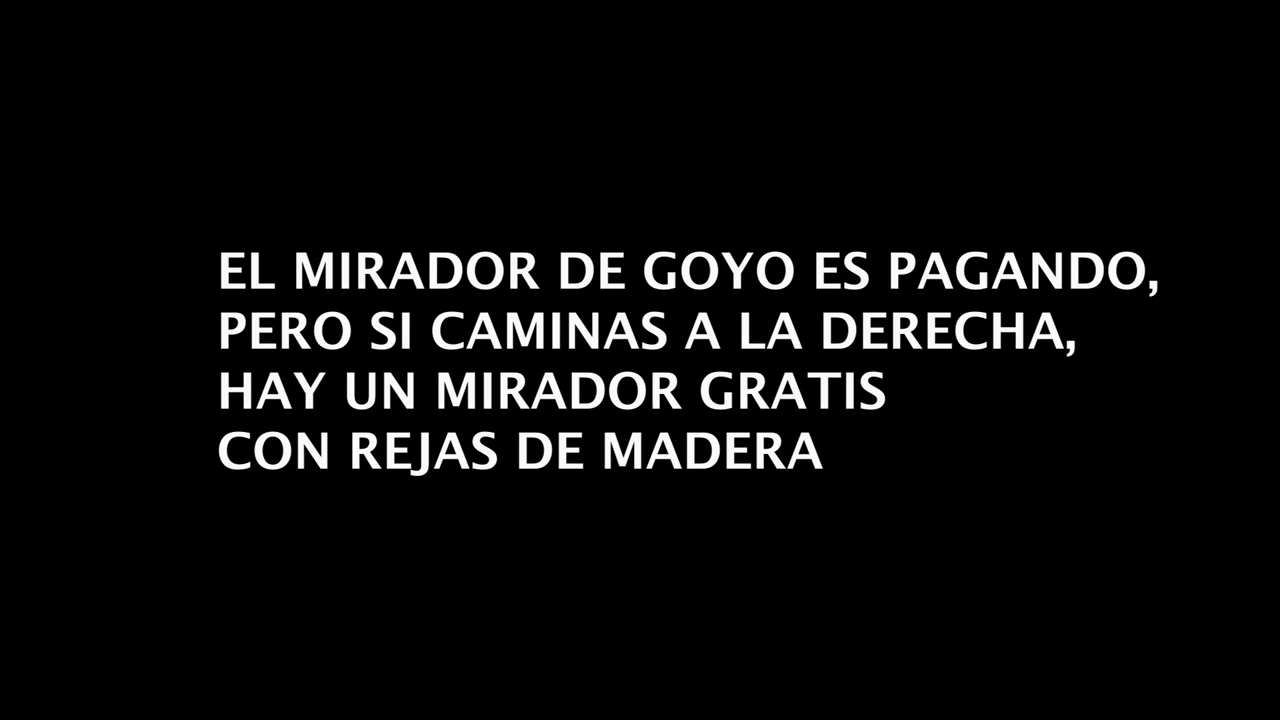 EL MIRADOR DE GOYO ES PAGANDO,
PERO SI CAMINAS A LA DERECHA,
HAY UN MIRADOR GRATIS
CON REJAS DE MADERA